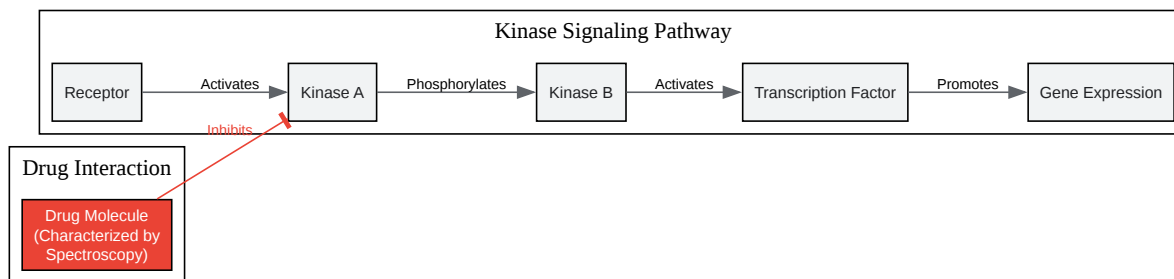 Kinase Signaling Pathway
Receptor
Activates
Kinase A
Phosphorylates
Kinase B
Activates
Transcription Factor
Promotes
Gene Expression
Inhibits
Drug Interaction
Drug Molecule
(Characterized by
Spectroscopy)